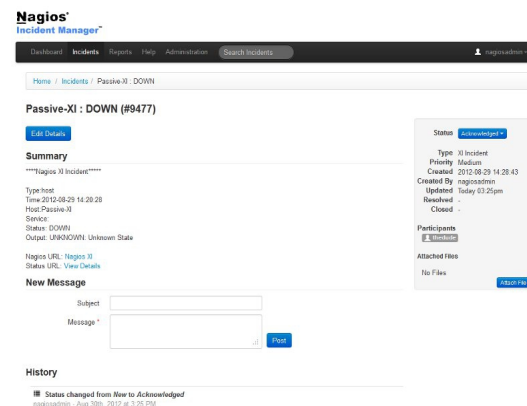 Nagios®
Incident Manager™
Dashboard Incidents Reports Help Administration Search Incidents nagiosadmin
Home / Incidents / Passive-XI : DOWN
Passive-XI : DOWN (#9477)
Edit Details
Summary
****Nagios XI Incident*****
Type:host
Time:2012-08-29 14:20:28
Host:Passive-XI
Service:
Status: DOWN
Output: UNKNOWN: Unknown State
Nagios URL: Nagios XI
Status URL: View Details
New Message
Subject
Message *
Post
History
Status changed from New to Acknowledged
nagiosadmin - Aug 30th, 2012 at 3:25 PM
Status Acknowledged
Type XI Incident
Priority Medium
Created 2012-08-29 14:28:43
Created By nagiosadmin
Updated Today 03:25pm
Resolved -
Closed -
Participants
thedude
Attached Files
No Files
Attach File